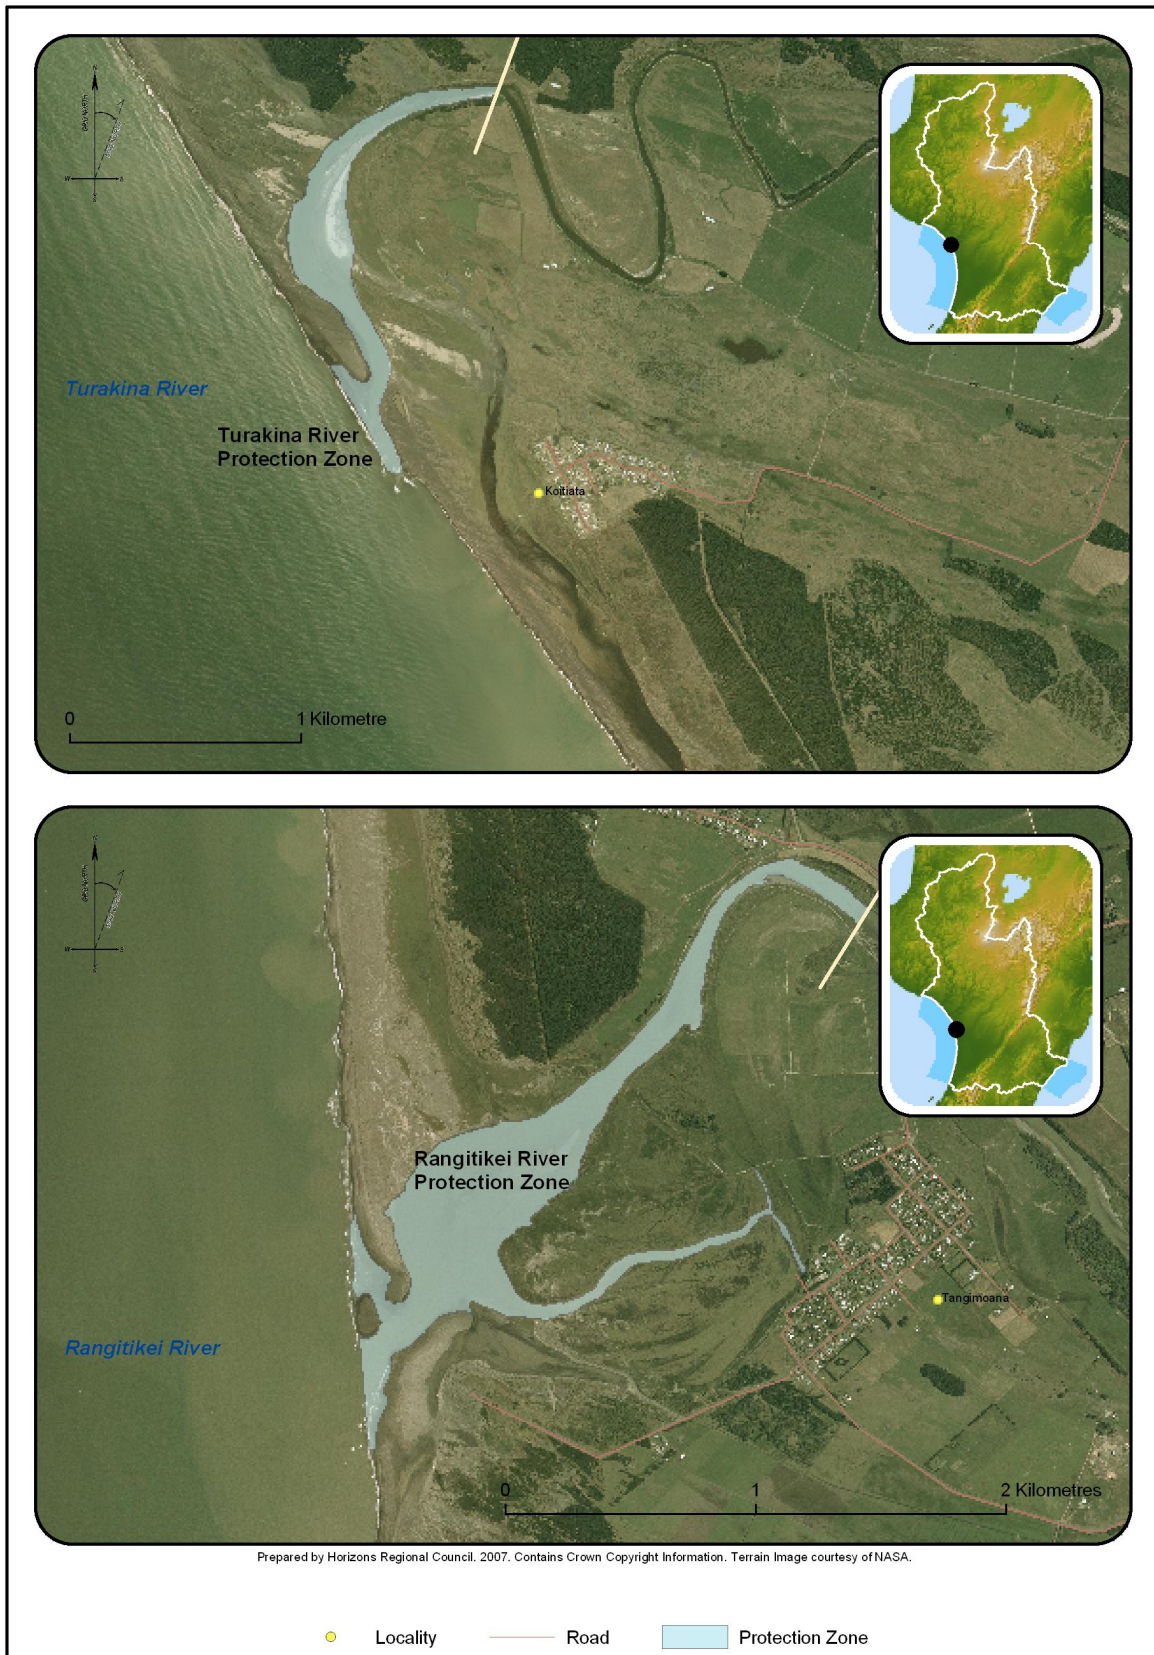 N
W
Turakina River
Turakina River
Protection Zone
Koitiata
0
1 Kilometre
N
W
Rangitikei River
Protection Zone
Tangimoana
Rangitikei River
0
1
2 Kilometres
Prepared by Horizons Regional Council. 2007. Contains Crown Copyright Information. Terrain Image courtesy of NASA.
Locality
Road
Protection Zone